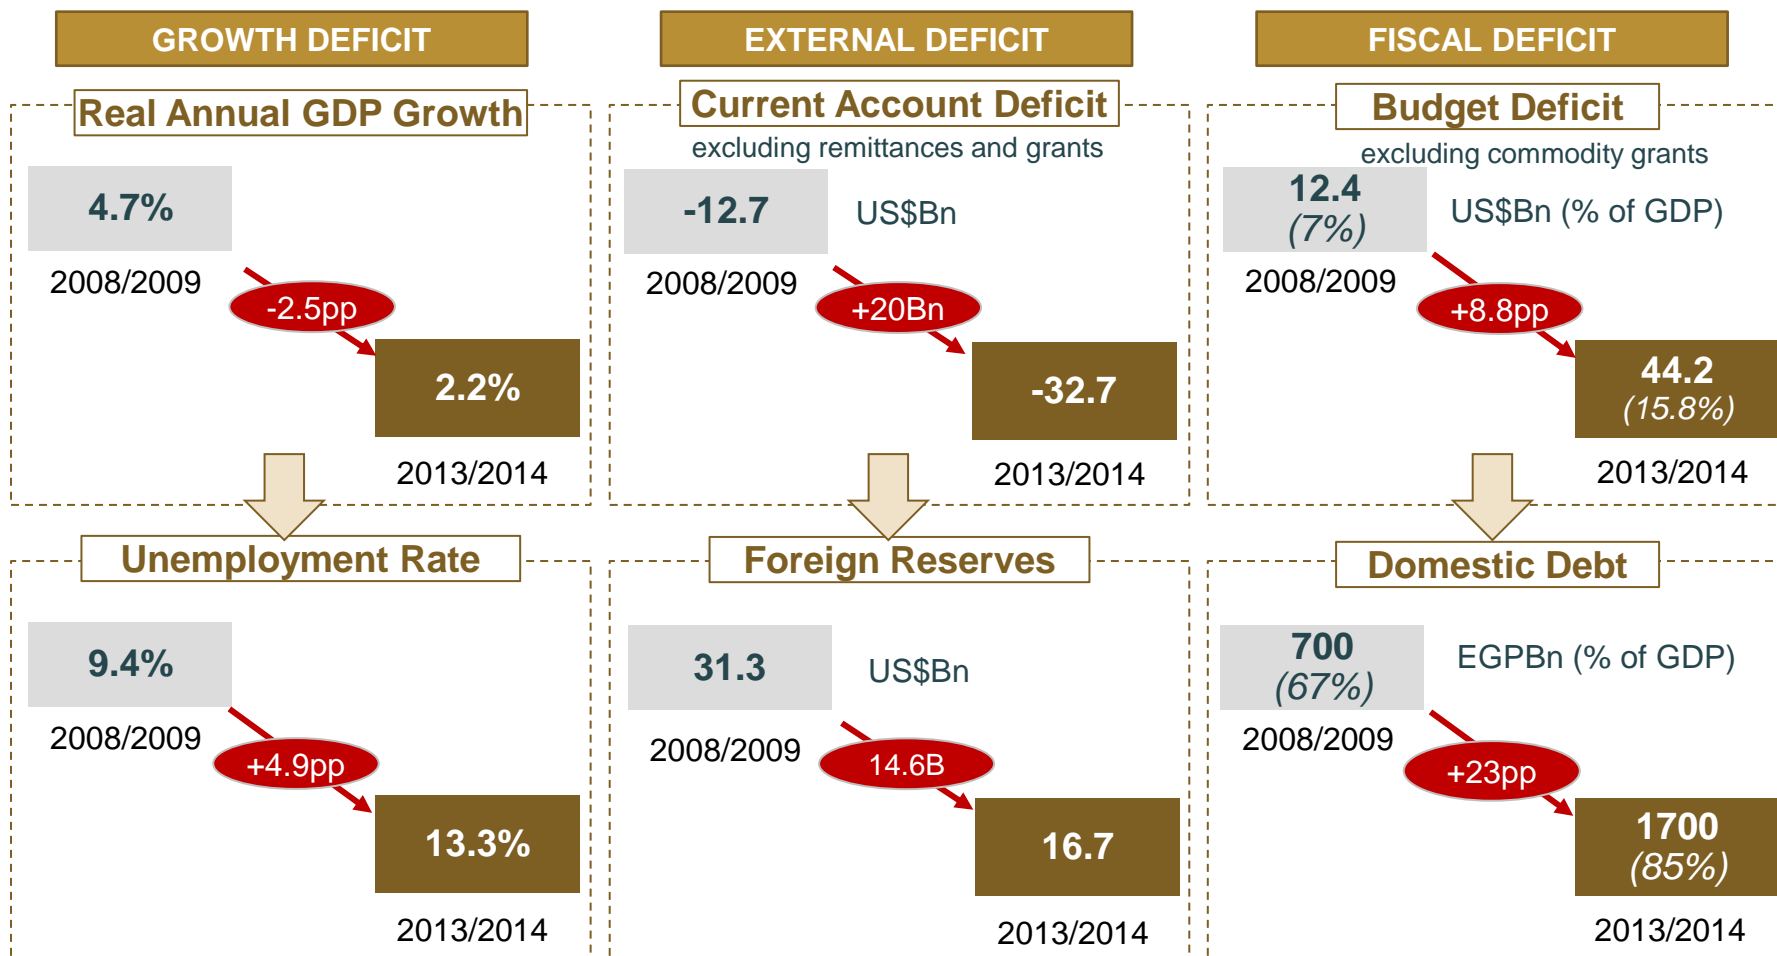 GROWTH DEFICIT
EXTERNAL DEFICIT
FISCAL DEFICIT
Real Annual GDP Growth
4.7%
2008/2009
-2.5pp
2.2%
2013/2014
Current Account Deficit
excluding remittances and grants
-12.7
US$Bn
2008/2009
+20Bn
-32.7
2013/2014
Budget Deficit
excluding commodity grants
12.4
(7%)
US$Bn (% of GDP)
2008/2009
+8.8pp
44.2
(15.8%)
2013/2014
Unemployment Rate
9.4%
2008/2009
+4.9pp
13.3%
2013/2014
Foreign Reserves
31.3
US$Bn
2008/2009
14.6B
16.7
2013/2014
Domestic Debt
700
(67%)
EGPBn (% of GDP)
2008/2009
+23pp
1700
(85%)
2013/2014